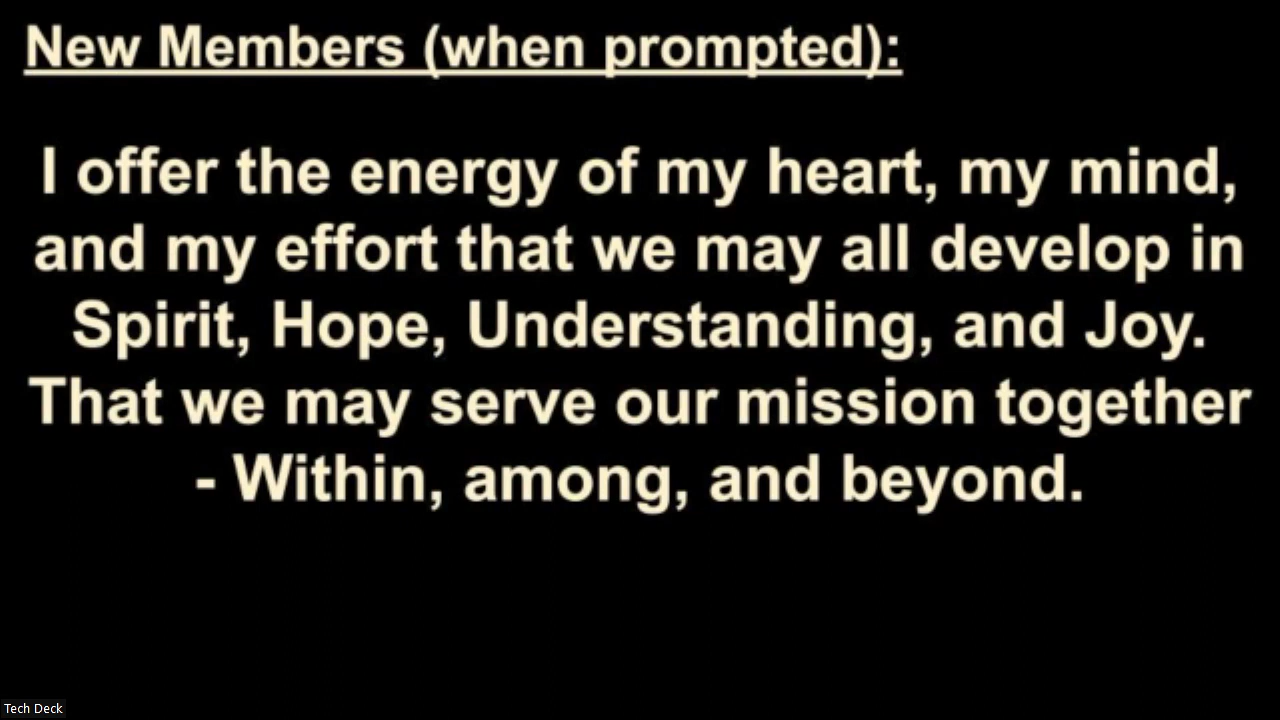 New Members (when prompted):
I offer the energy of my heart, my mind,
and my effort that we may all develop in
Spirit, Hope, Understanding, and Joy.
That we may serve our mission together
- Within, among, and beyond.
Tech Deck